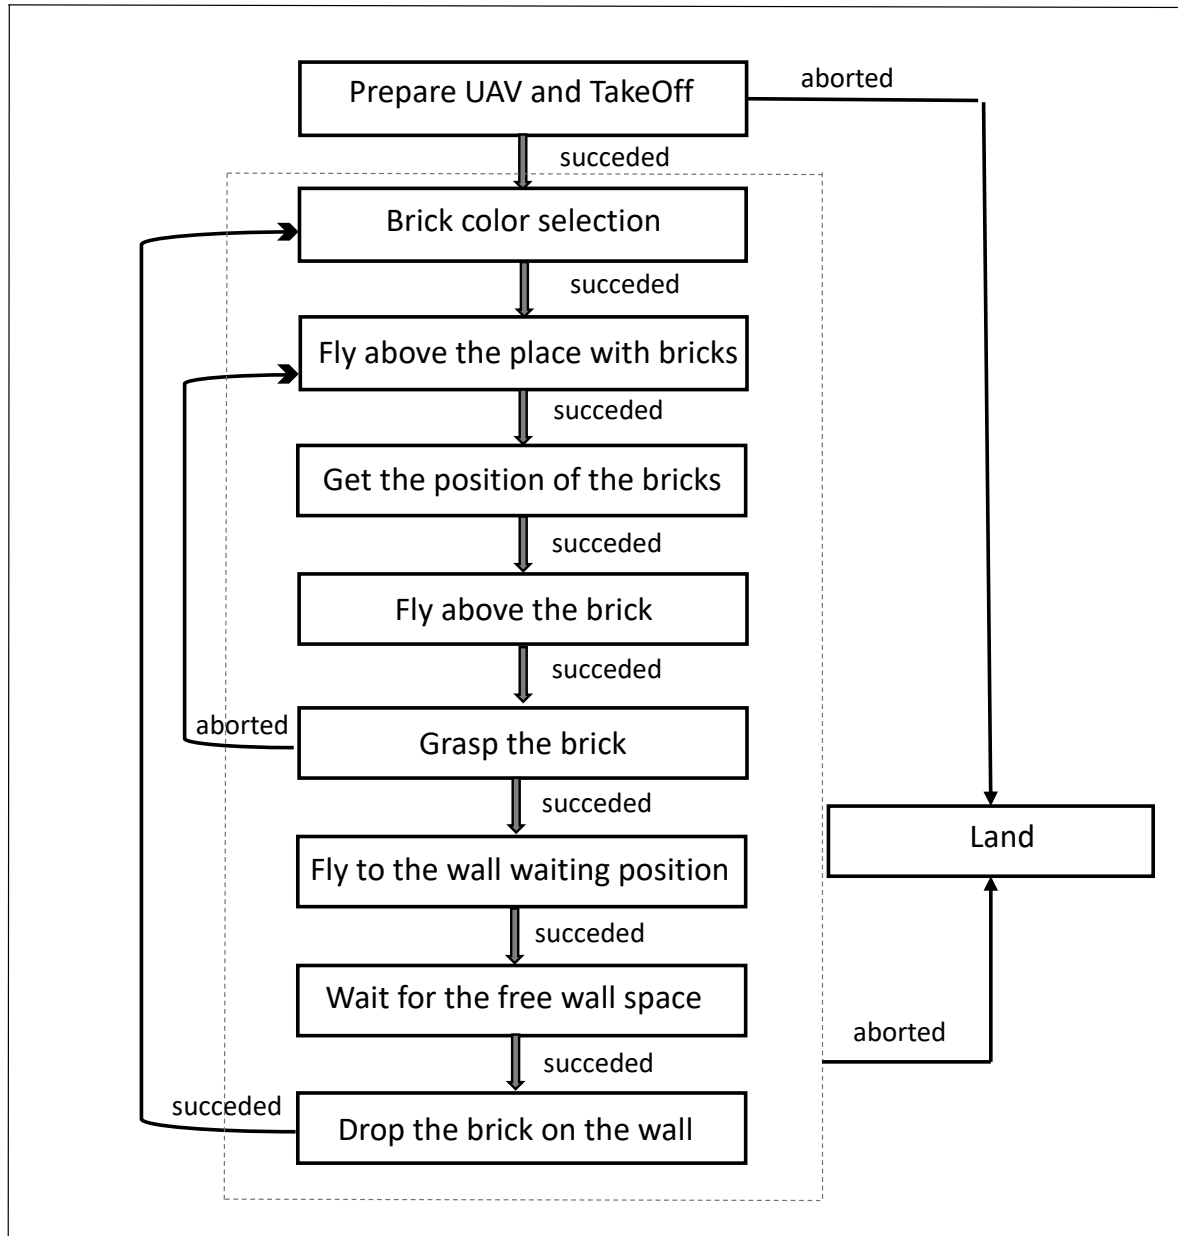 Prepare UAV and TakeOff
aborted
succeded
Brick color selection
succeded
Fly above the place with bricks
succeded
Get the position of the bricks
succeded
Fly above the brick
succeded
aborted
Grasp the brick
succeded
Land
Fly to the wall waiting position
succeded
Wait for the free wall space
aborted
succeded
succeded
Drop the brick on the wall